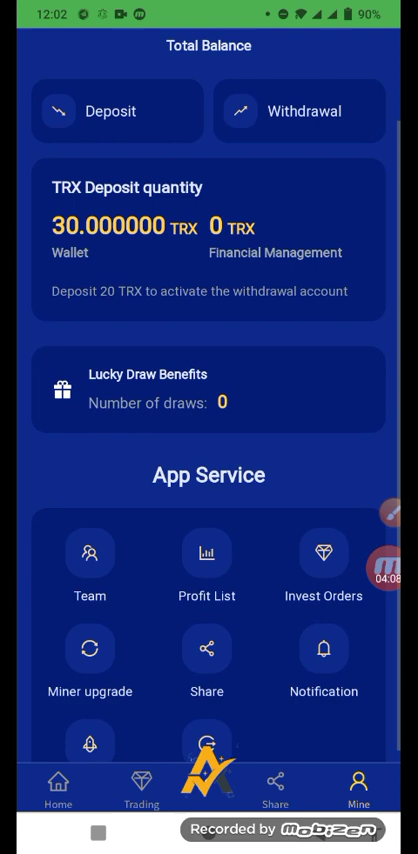 12:02 90%
Total Balance
Deposit Withdrawal
TRX Deposit quantity
30.000000 TRX 0 TRX
Wallet Financial Management
Deposit 20 TRX to activate the withdrawal account
Lucky Draw Benefits
Number of draws: 0
App Service
Team Profit List Invest Orders
04:08
Miner upgrade Share Notification
Home Trading Share Mine
Recorded by mobizen